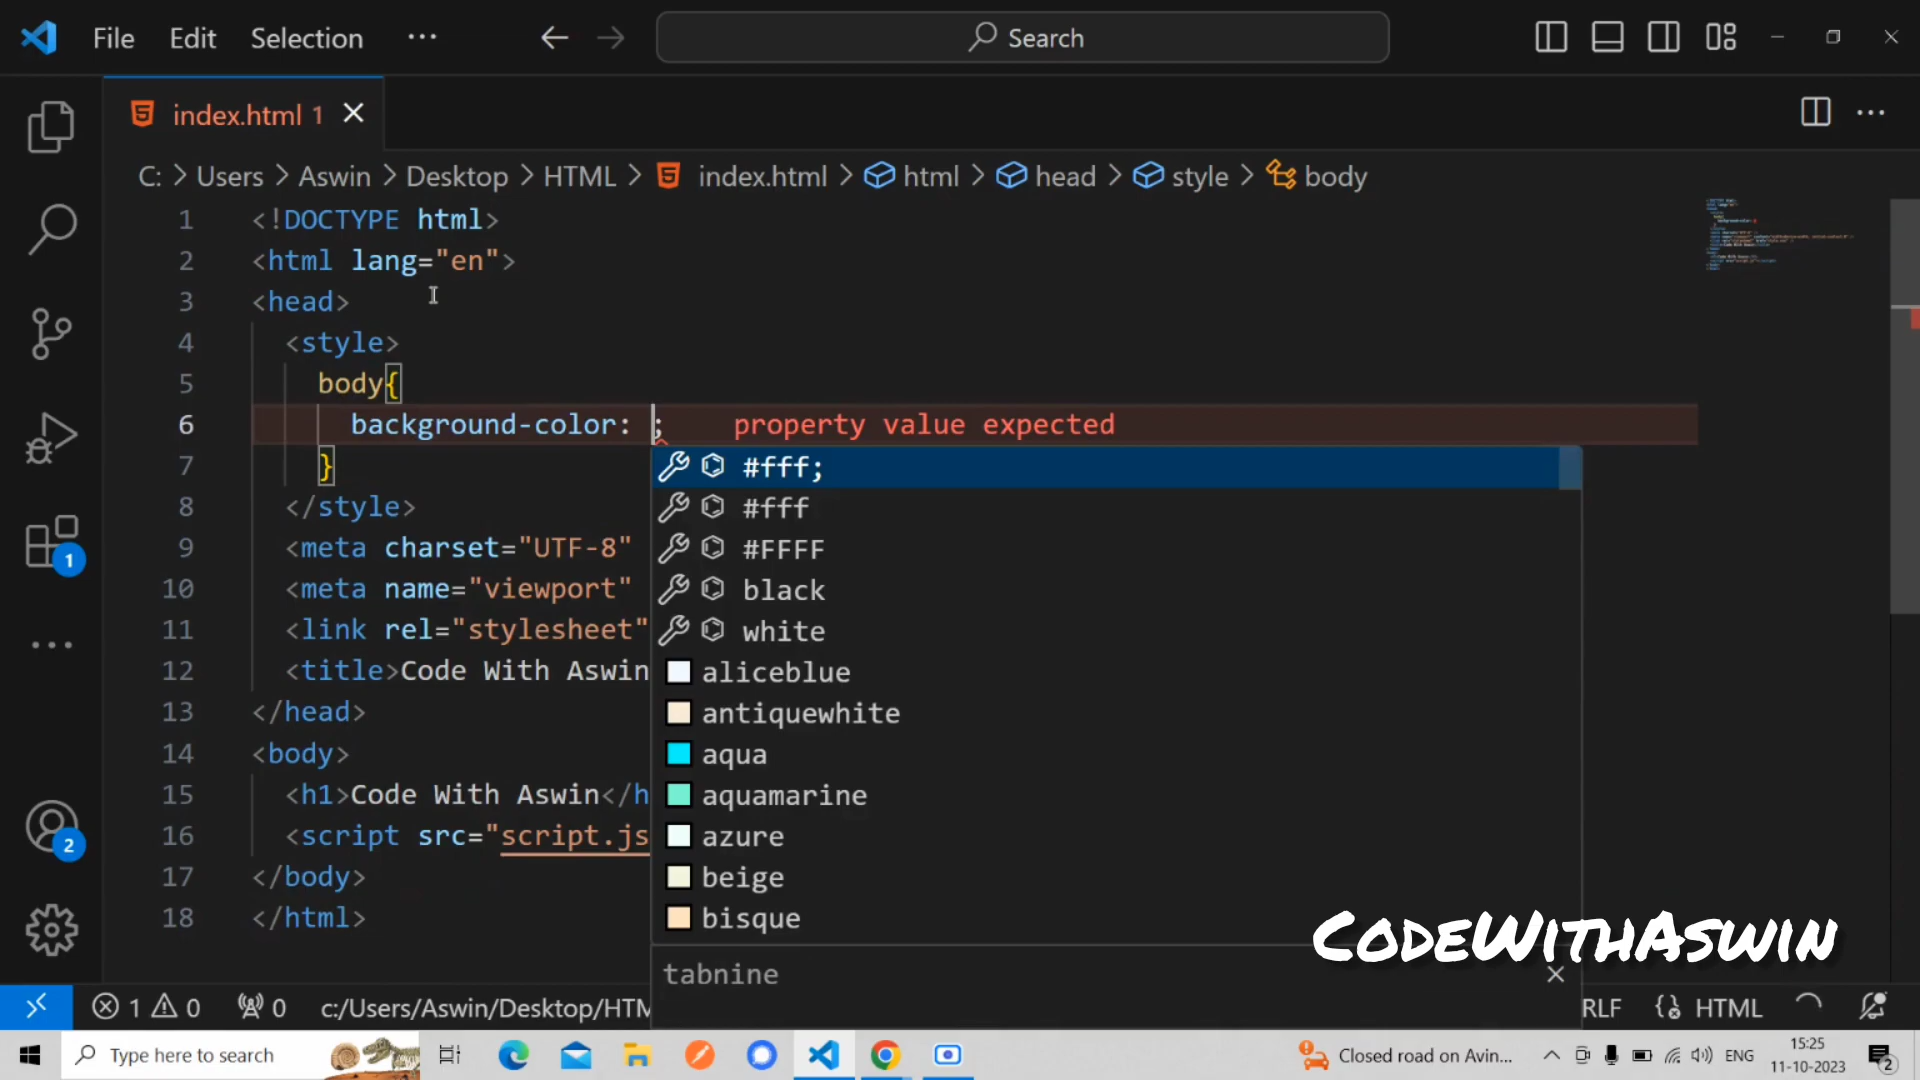 File Edit Selection ··· Search
index.html 1
C: > Users > Aswin > Desktop > HTML > index.html > html > head > style > body
1 <!DOCTYPE html>
2 <html lang="en">
3 <head>
4 <style>
5 body{
6 background-color: ; property value expected
7 }
8 </style>
9 <meta charset="UTF-8"
10 <meta name="viewport"
11 <link rel="stylesheet"
12 <title>Code With Aswin
13 </head>
14 <body>
15 <h1>Code With Aswin</h
16 <script src="script.js
17 </body>
18 </html>
#fff;
#fff
#FFFF
black
white
aliceblue
antiquewhite
aqua
aquamarine
azure
beige
bisque
tabnine
1
2
CodeWithAswin
1 0 0 c:/Users/Aswin/Desktop/HTM RLF HTML
Type here to search Closed road on Avin... ENG 15:25
11-10-2023 2